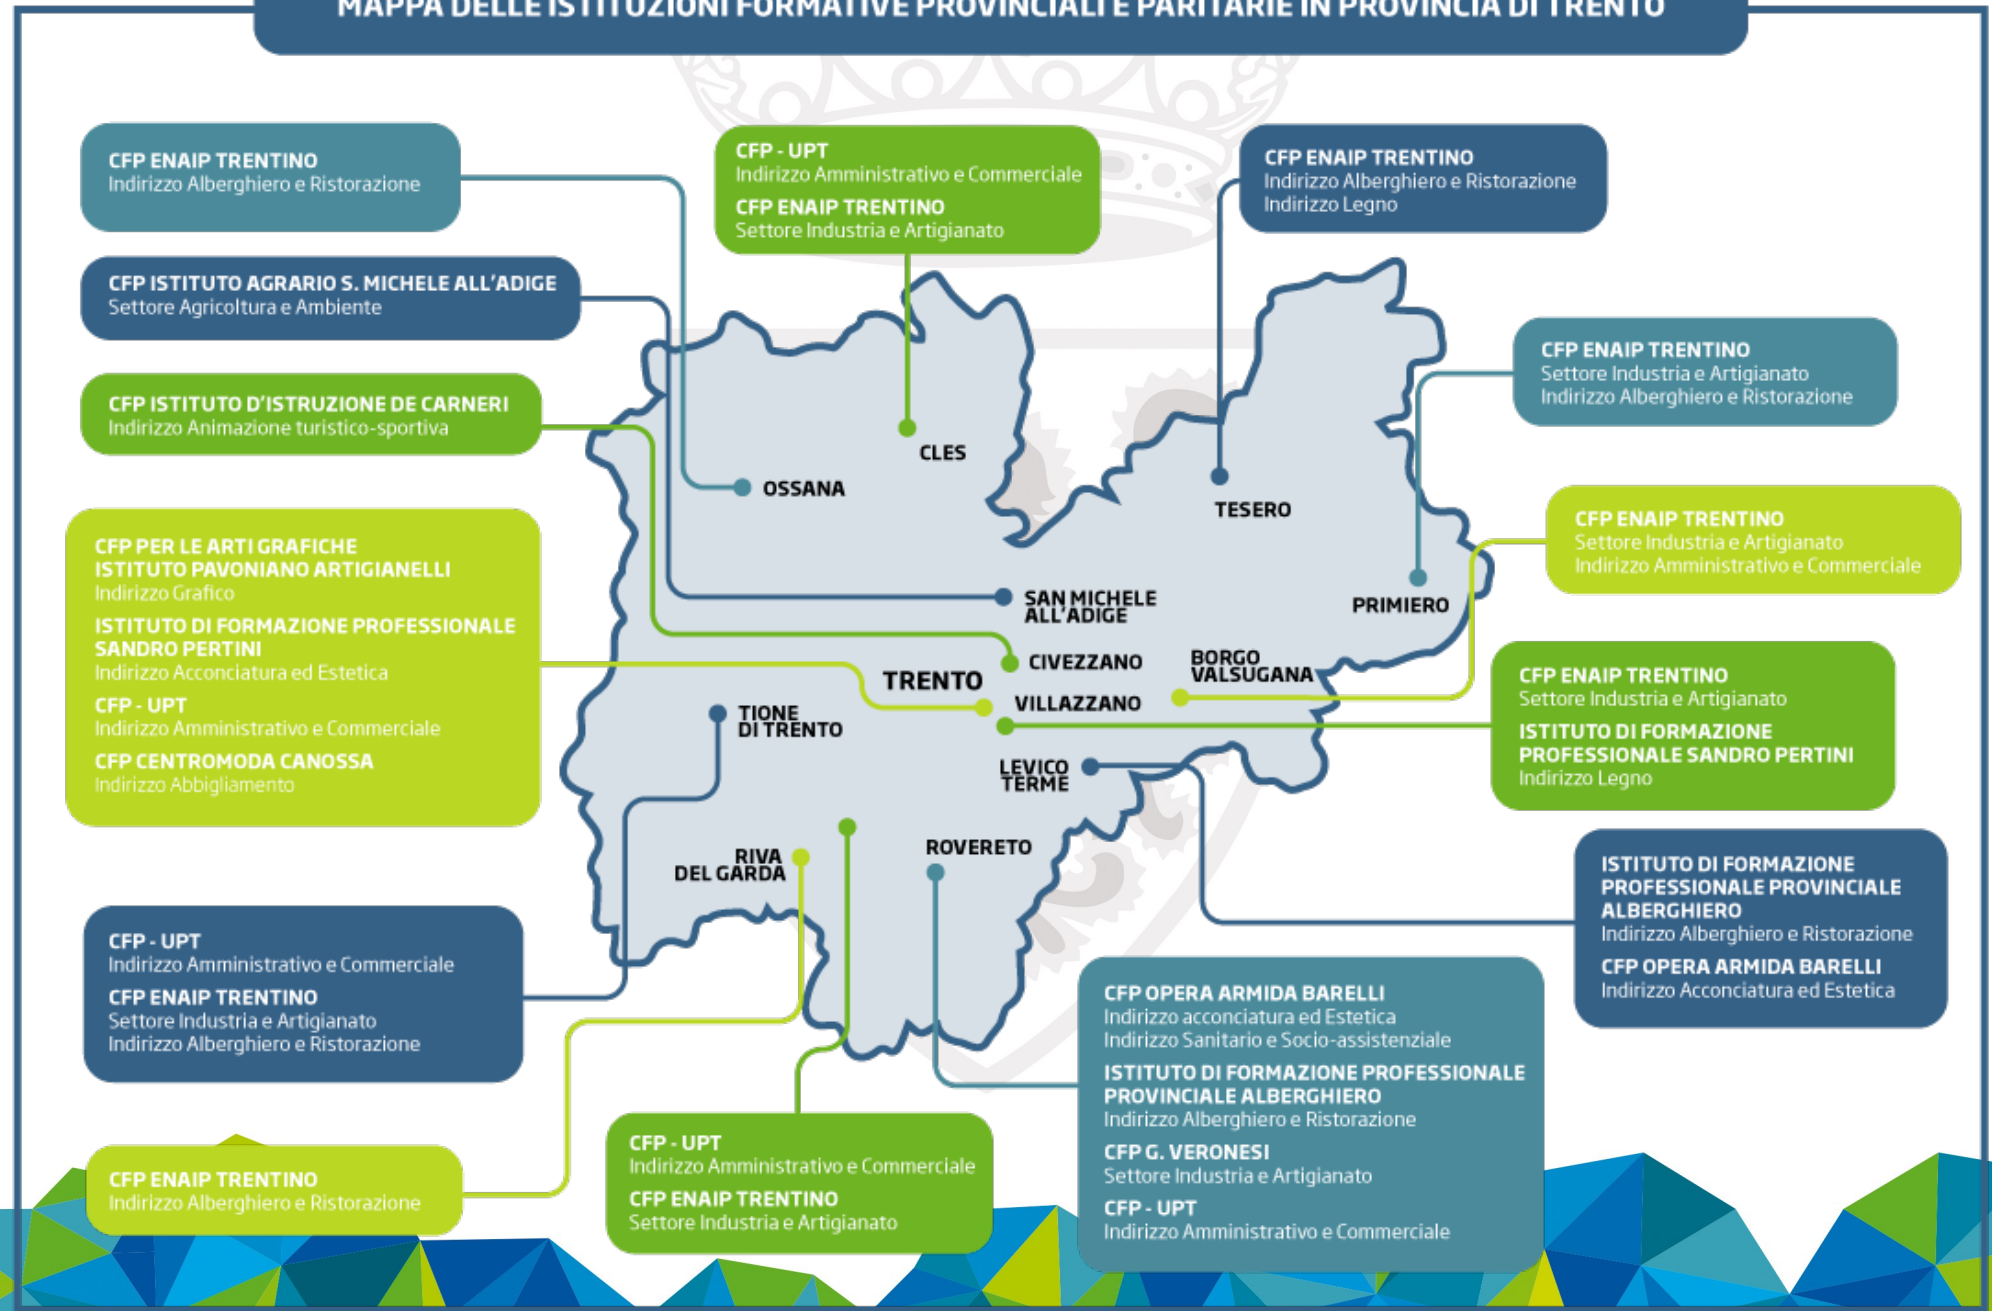 MAPPA DELLE ISTITUZIONI FORMATIVE PROVINCIALI E PARITARIE IN PROVINCIA DI TRENTO
CFP ENAIP TRENTINO
Indirizzo Alberghiero e Ristorazione
CFP - UPT
Indirizzo Amministrativo e Commerciale
CFP ENAIP TRENTINO
Settore Industria e Artigianato
CFP ENAIP TRENTINO
Indirizzo Alberghiero e Ristorazione
Indirizzo Legno
CFP ISTITUTO AGRARIO S. MICHELE ALL'ADIGE
Settore Agricoltura e Ambiente
CFP ENAIP TRENTINO
Settore Industria e Artigianato
Indirizzo Alberghiero e Ristorazione
CFP ISTITUTO D'ISTRUZIONE DE CARNERI
Indirizzo Animazione turistico-sportiva
CLES
OSSANA
TESERO
CFP PER LE ARTI GRAFICHE
ISTITUTO PAVONIANO ARTIGIANELLI
Indirizzo Grafico
ISTITUTO DI FORMAZIONE PROFESSIONALE
SANDRO PERTINI
Indirizzo Acconciatura ed Estetica
CFP - UPT
Indirizzo Amministrativo e Commerciale
CFP CENTROMODA CANOSSA
Indirizzo Abbigliamento
CFP ENAIP TRENTINO
Settore Industria e Artigianato
Indirizzo Amministrativo e Commerciale
SAN MICHELE
ALL'ADIGE
PRIMIERO
CIVEZZANO
BORGO
VALSUGANA
TRENTO
VILLAZZANO
TIONE
DI TRENTO
LEVICO
TERME
CFP ENAIP TRENTINO
Settore Industria e Artigianato
ISTITUTO DI FORMAZIONE
PROFESSIONALE SANDRO PERTINI
Indirizzo Legno
RIVA
DEL GARDA
ROVERETO
ISTITUTO DI FORMAZIONE
PROFESSIONALE PROVINCIALE
ALBERGHIERO
Indirizzo Alberghiero e Ristorazione
CFP OPERA ARMIDA BARELLI
Indirizzo Acconciatura ed Estetica
CFP - UPT
Indirizzo Amministrativo e Commerciale
CFP ENAIP TRENTINO
Settore Industria e Artigianato
Indirizzo Alberghiero e Ristorazione
CFP OPERA ARMIDA BARELLI
Indirizzo acconciatura ed Estetica
Indirizzo Sanitario e Socio-assistenziale
ISTITUTO DI FORMAZIONE PROFESSIONALE
PROVINCIALE ALBERGHIERO
Indirizzo Alberghiero e Ristorazione
CFP G. VERONESI
Settore Industria e Artigianato
CFP - UPT
Indirizzo Amministrativo e Commerciale
CFP ENAIP TRENTINO
Indirizzo Alberghiero e Ristorazione
CFP - UPT
Indirizzo Amministrativo e Commerciale
CFP ENAIP TRENTINO
Settore Industria e Artigianato